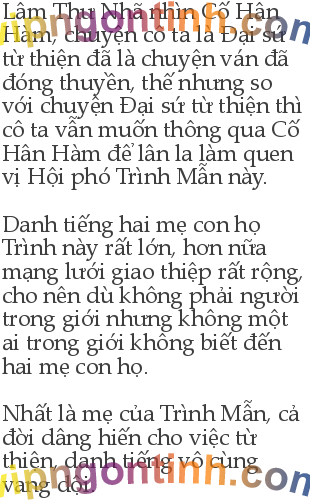 Lâm Thư Nhã nhìn Cố Hân
Hàm, chuyện cô ta là Đại sứ
từ thiện đã là chuyện ván đã
đóng thuyền, thế nhưng so
với chuyện Đại sứ từ thiện thì
cô ta vẫn muốn thông qua Cố
Hân Hàm để lân la làm quen
vị Hội phó Trình Mẫn này.
Danh tiếng hai mẹ con họ
Trình này rất lớn, hơn nữa
mạng lưới giao thiệp rất rộng,
cho nên dù không phải người
trong giới nhưng không một
ai trong giới không biết đến
hai mẹ con họ.
Nhất là mẹ của Trình Mẫn, cả
đời dâng hiến cho việc từ
thiện, danh tiếng vô cùng
vang dội
vipngontinh.com
vipngontinh.com